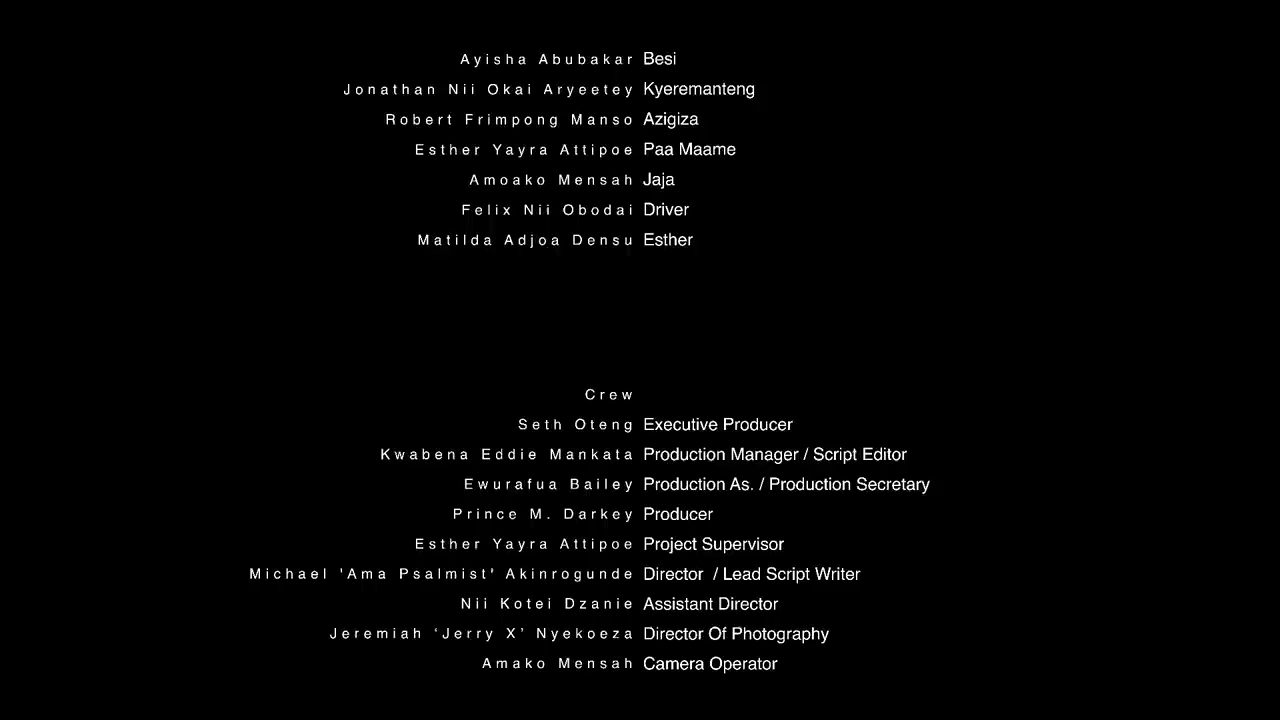 Ayisha Abubakar Besi
Jonathan Nii Okai Aryeetey Kyeremanteng
Robert Frimpong Manso Azigiza
Esther Yayra Attipoe Paa Maame
Amoako Mensah Jaja
Felix Nii Obodai Driver
Matilda Adjoa Densu Esther
Crew
Seth Oteng Executive Producer
Kwabena Eddie Mankata Production Manager / Script Editor
Ewurafua Bailey Production As. / Production Secretary
Prince M. Darkey Producer
Esther Yayra Attipoe Project Supervisor
Michael 'Ama Psalmist' Akinrogunde Director / Lead Script Writer
Nii Kotei Dzanie Assistant Director
Jeremiah ‘Jerry X’ Nyekoeza Director Of Photography
Amako Mensah Camera Operator